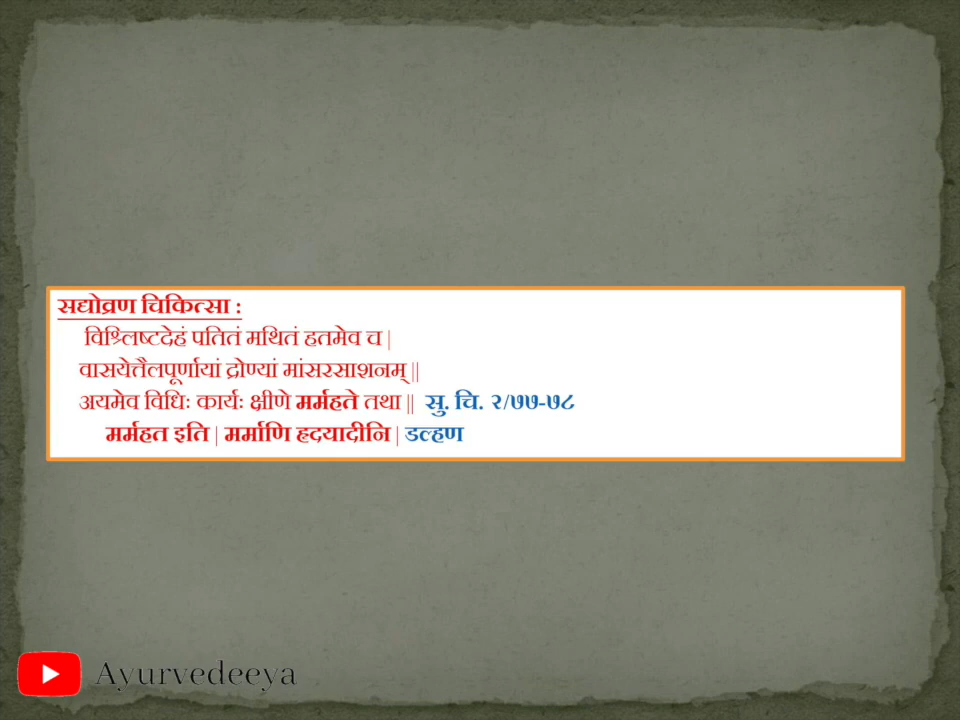 सद्योव्रण चिकित्सा :
विश्लिष्टदेहं पतितं मथितं हतमेव च |
वासयेत्तैलपूर्णायां द्रोण्यां मांसरसाशनम् ||
अयमेव विधिः कार्यः क्षीणे मर्महते तथा || सु. चि. २/७७-७८
मर्महत इति | मर्माणि हृदयादीनि | डल्हण
Ayurvedeeya